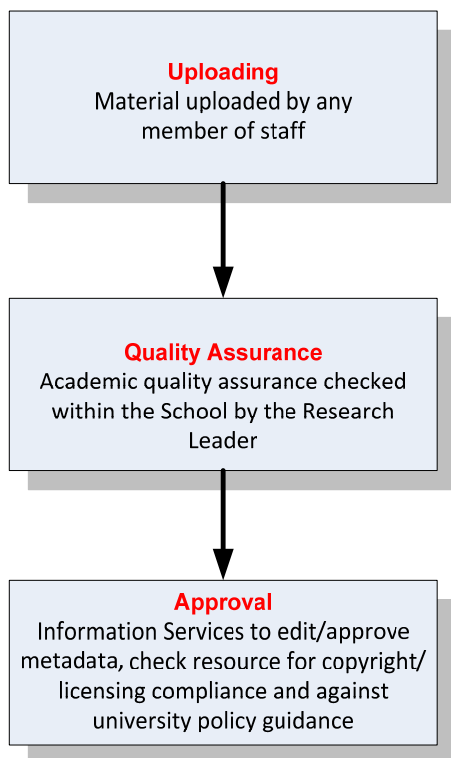 Uploading
Material uploaded by any
member of staff
Quality Assurance
Academic quality assurance checked
within the School by the Research
Leader
Approval
Information Services to edit/approve
metadata, check resource for copyright/
licensing compliance and against
university policy guidance